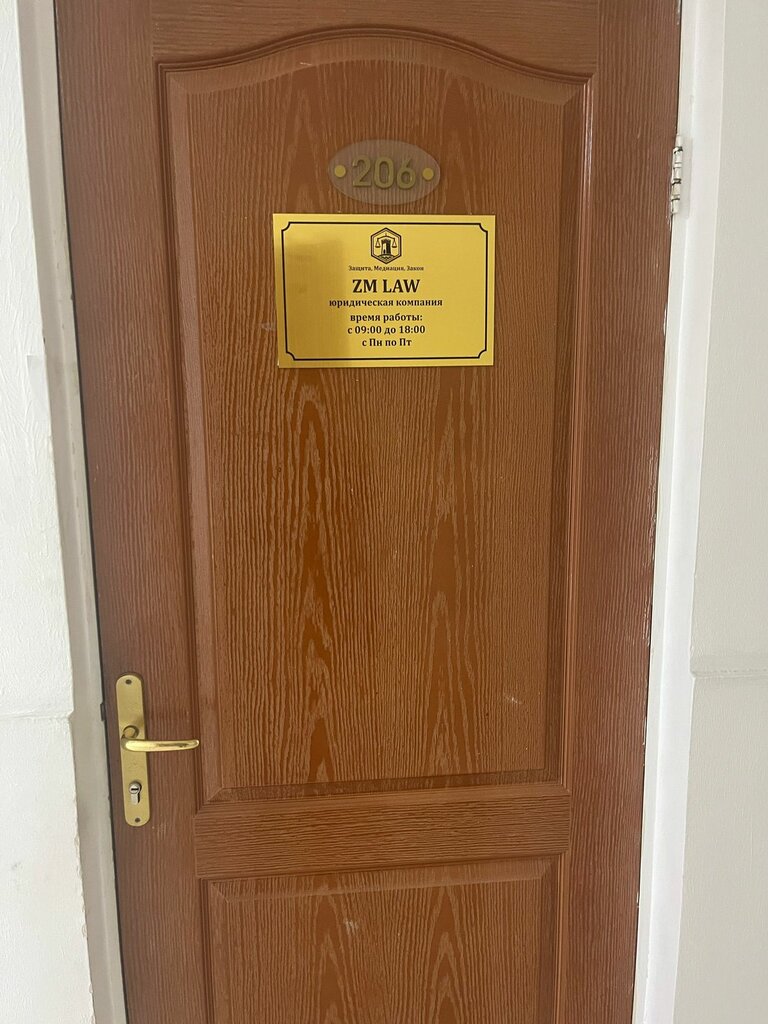 206
Защита, Медиация, Закон
ZM LAW
юридическая компания
время работы:
с 09:00 до 18:00
с Пн по Пт